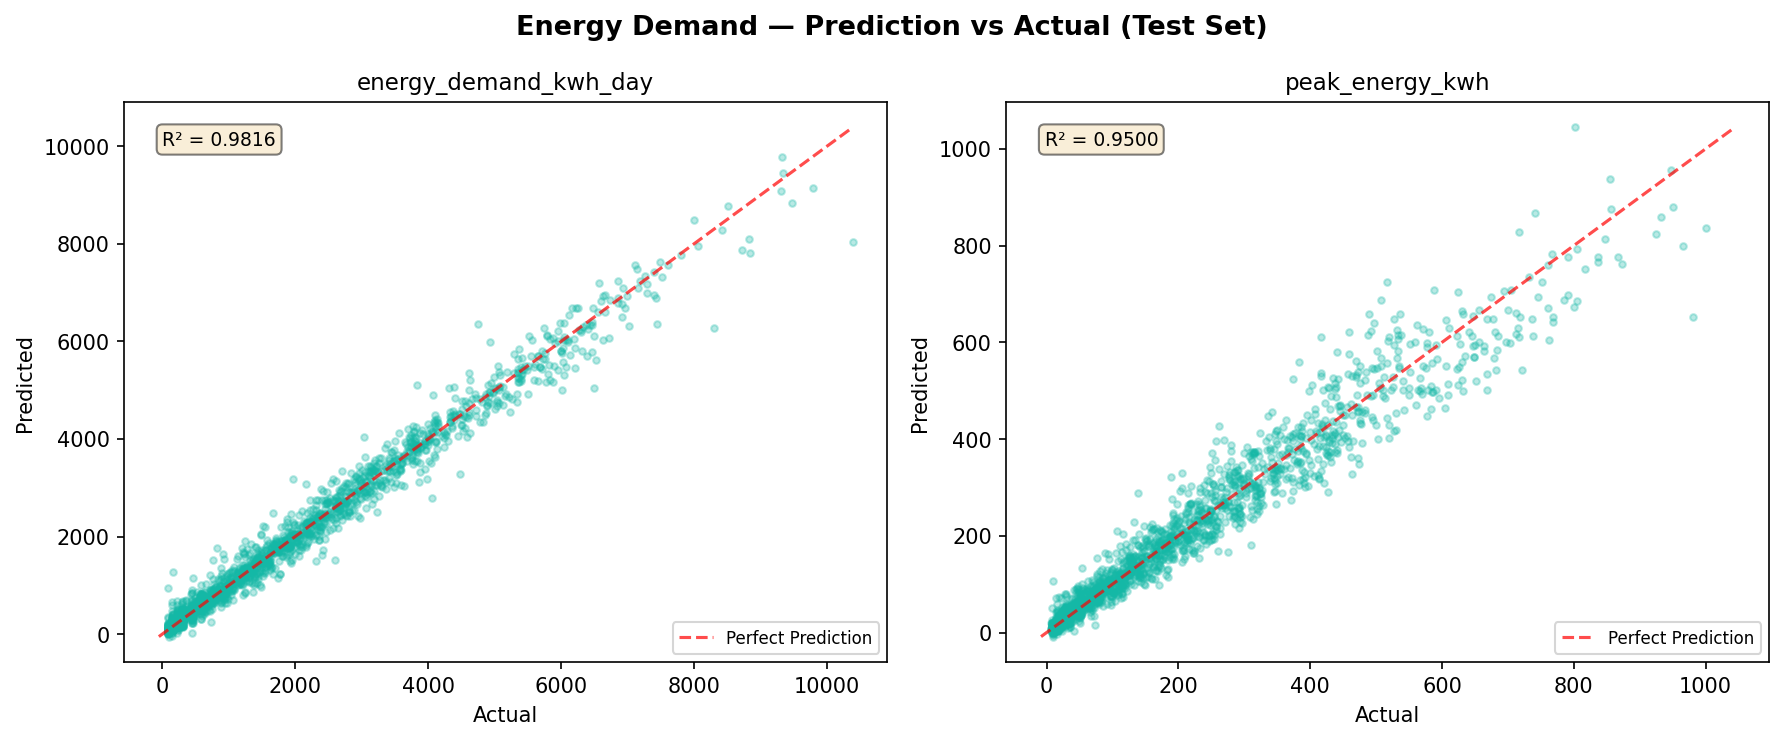 Energy Demand — Prediction vs Actual (Test Set)
energy_demand_kwh_day
R² = 0.9816
10000
8000
6000
4000
2000
0
Predicted
0 2000 4000 6000 8000 10000
Actual
Perfect Prediction
peak_energy_kwh
R² = 0.9500
1000
800
600
400
200
0
Predicted
0 200 400 600 800 1000
Actual
Perfect Prediction